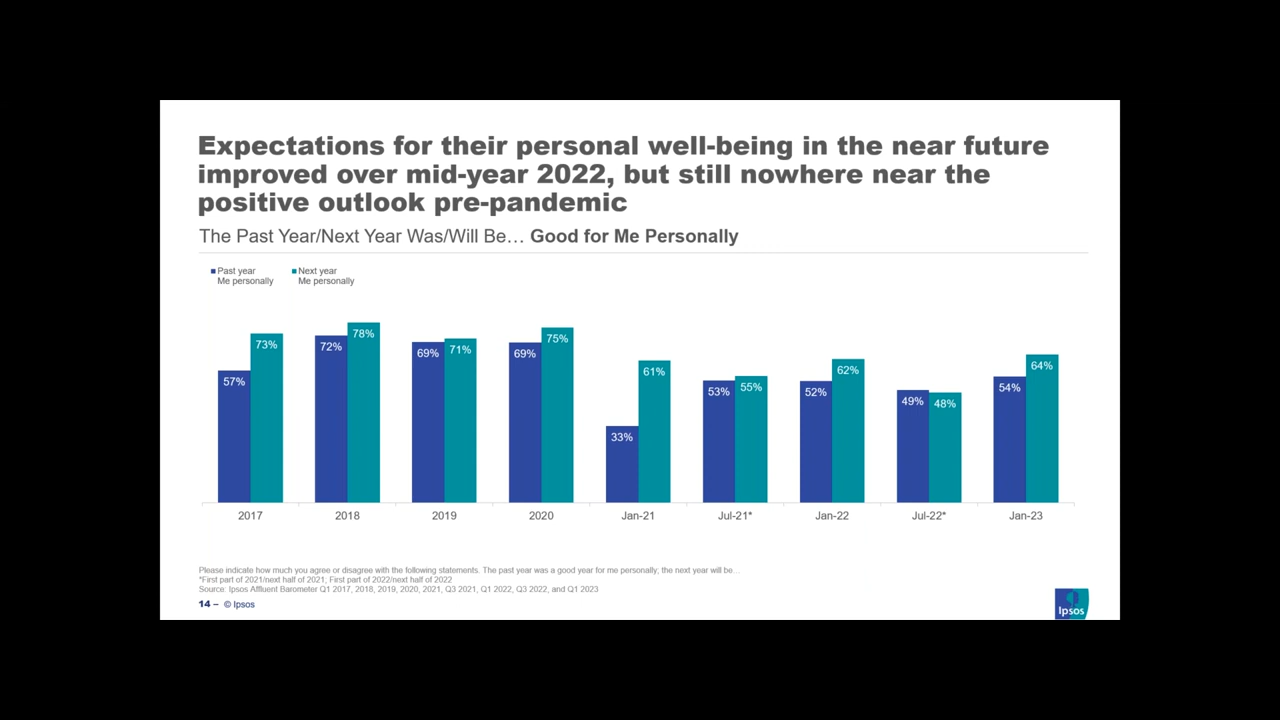 Expectations for their personal well-being in the near future
improved over mid-year 2022, but still nowhere near the
positive outlook pre-pandemic
The Past Year/Next Year Was/Will Be… Good for Me Personally
Past year
Me personally
Next year
Me personally
57% 73% 72% 78% 69% 71% 69% 75% 33% 61% 53% 55% 52% 62% 49% 48% 54% 64%
2017 2018 2019 2020 Jan-21 Jul-21* Jan-22 Jul-22* Jan-23
Please indicate how much you agree or disagree with the following statements. The past year was a good year for me personally; the next year will be…
*First part of 2021/next half of 2021; First part of 2022/next half of 2022
Source: Ipsos Affluent Barometer Q1 2017, 2018, 2019, 2020, 2021, Q3 2021, Q1 2022, Q3 2022, and Q1 2023
14 – © Ipsos
Ipsos